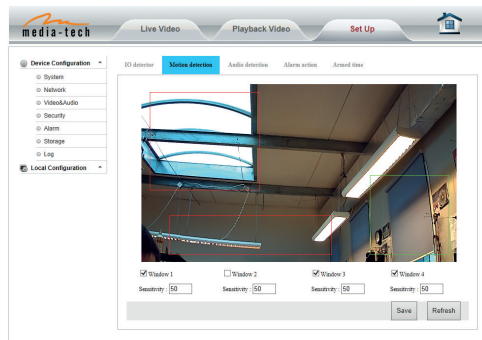 media-tech
Live Video
Playback Video
Set Up
Device Configuration
System
Network
Video&Audio
Security
Alarm
Storage
Log
Local Configuration
IO detector Motion detection Audio detection Alarm action Armed time
Window 1 Window 2 Window 3 Window 4
Sensitivity : 50 Sensitivity : 50 Sensitivity : 50 Sensitivity : 50
Save Refresh